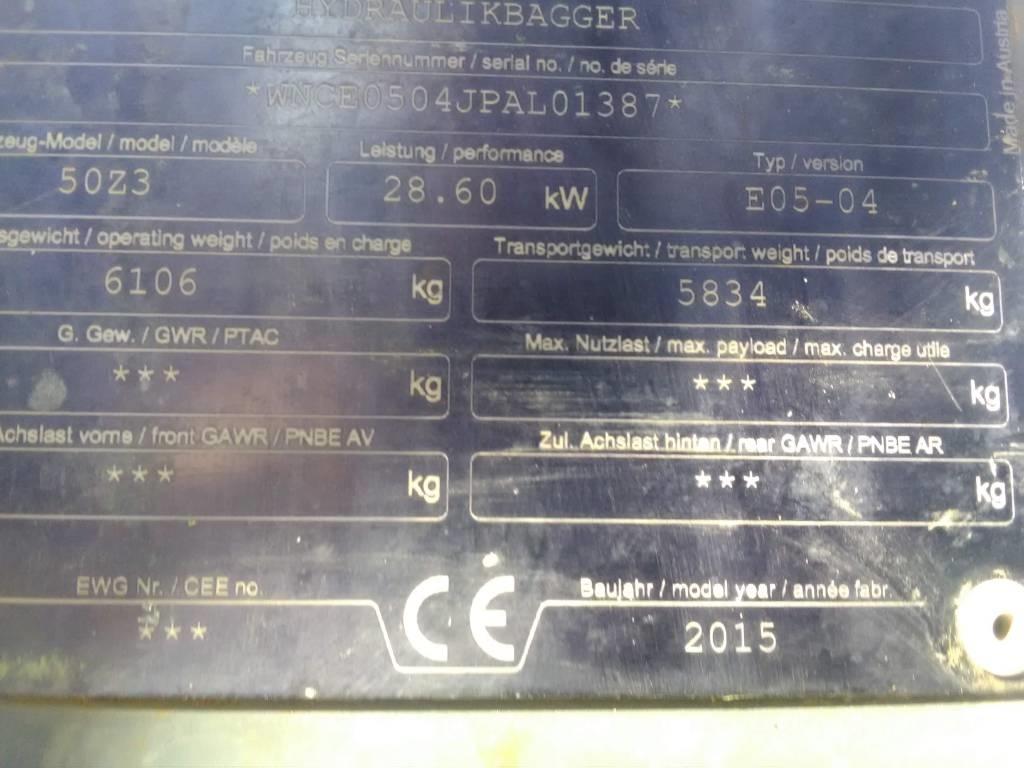 HYDRAULIKBAGGER
Fahrzeug Seriennummer / serial no. / no. de série
*WNCE0504JPAL01387*
zeug-Model / model / modèle
Leistung / performance
Typ / version
50Z3
28.60 kW
E05-04
sgewicht / operating weight / poids en charge
Transportgewicht / transport weight / poids de transport
6106 kg
5834 kg
G. Gew. / GWR / PTAC
Max. Nutzlast / max. payload / max. charge utile
*** kg
*** kg
Achslast vorne / front GAWR / PNBE AV
Zul. Achslast hinten / rear GAWR / PNBE AR
*** kg
*** kg
EWG Nr. / CEE no.
CE
Baujahr / model year / année fabr.
***
2015
Made in Austria